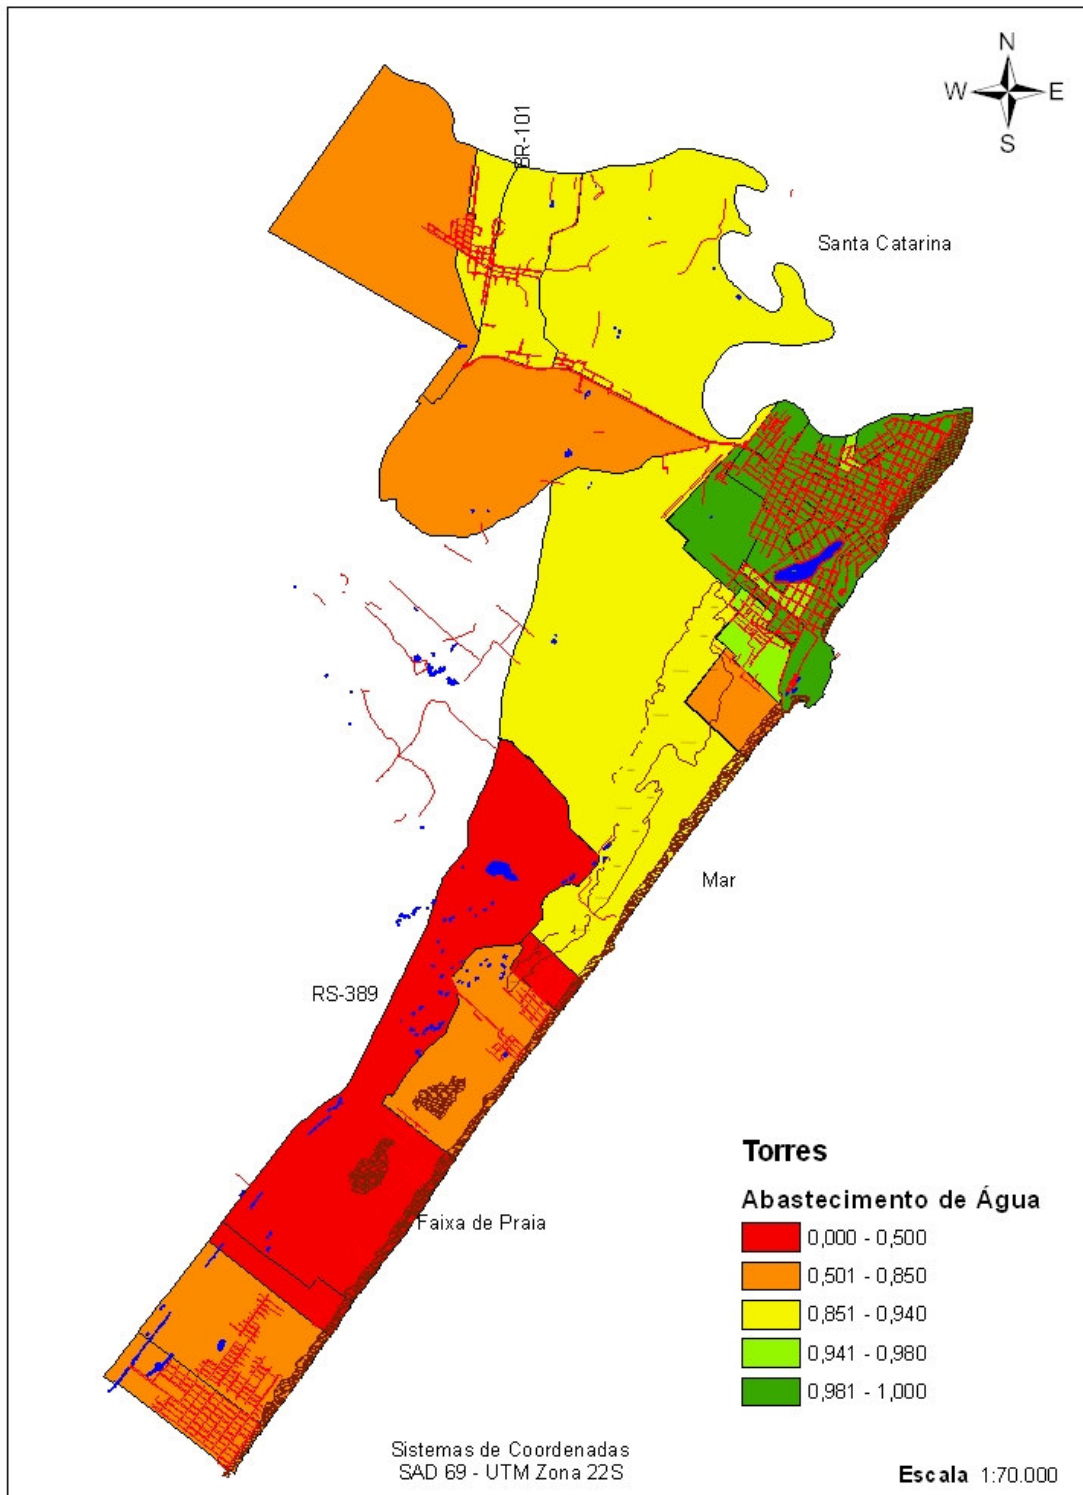 N
W E
S
BR-101
Santa Catarina
Mar
RS-389
Faixa de Praia
Torres
Abastecimento de Água
0,000 - 0,500
0,501 - 0,850
0,851 - 0,940
0,941 - 0,980
0,981 - 1,000
Sistemas de Coordenadas
SAD 69 - UTM Zona 22S
Escala 1:70.000